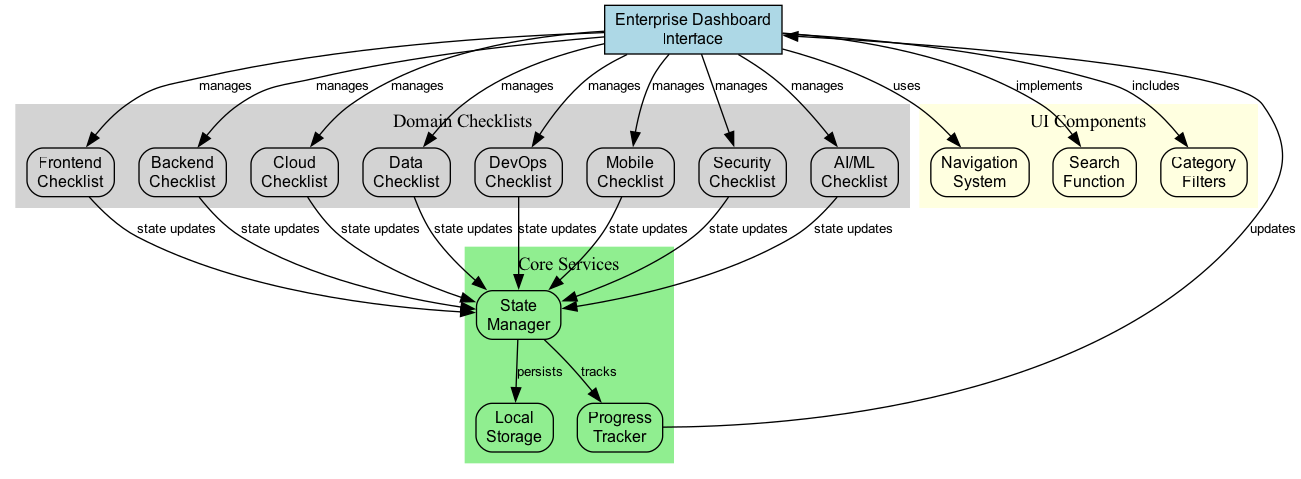 Enterprise Dashboard
Interface
manages
manages
manages
manages
manages
manages
manages
manages
uses
implements
includes
Domain Checklists
UI Components
Frontend
Checklist
Backend
Checklist
Cloud
Checklist
Data
Checklist
DevOps
Checklist
Mobile
Checklist
Security
Checklist
AI/ML
Checklist
Navigation
System
Search
Function
Category
Filters
state updates
state updates
state updates
state updates
state updates
state updates
state updates
state updates
updates
Core Services
State
Manager
persists
tracks
Local
Storage
Progress
Tracker